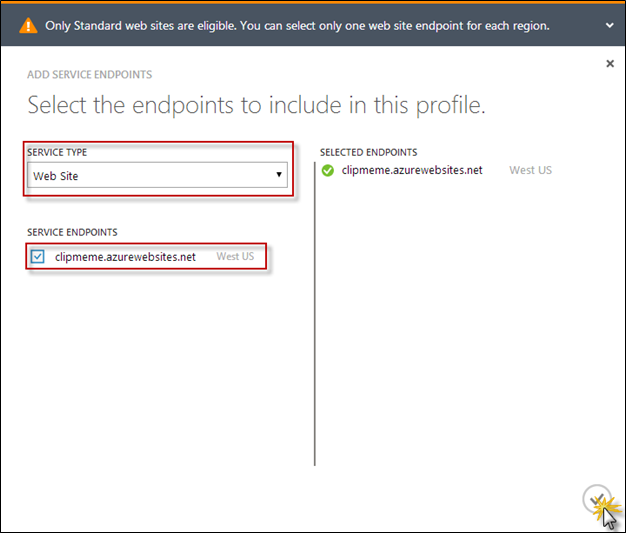 Only Standard web sites are eligible. You can select only one web site endpoint for each region.
ADD SERVICE ENDPOINTS
Select the endpoints to include in this profile.
SERVICE TYPE
Web Site
SERVICE ENDPOINTS
clipmeme.azurewebsites.net West US
SELECTED ENDPOINTS
clipmeme.azurewebsites.net West US